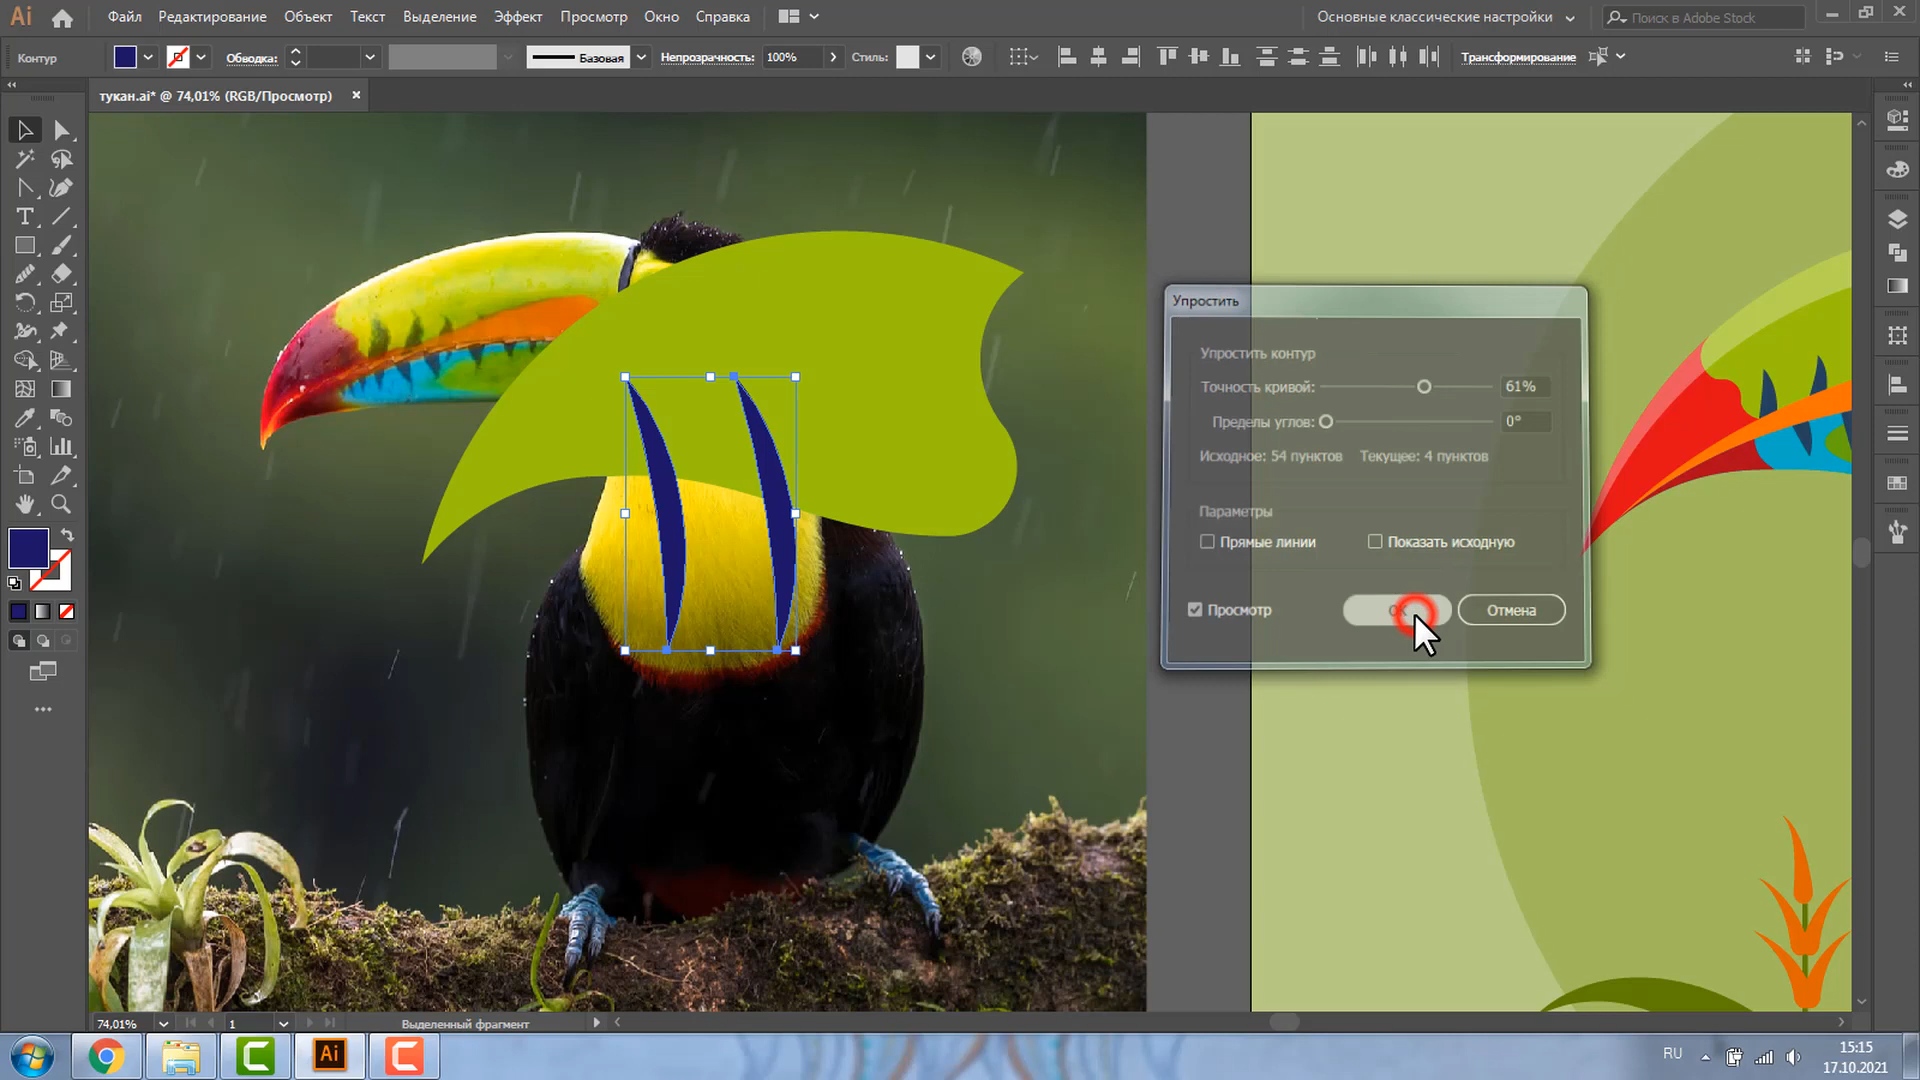 Ai
Файл Редактирование Объект Текст Выделение Эффект Просмотр Окно Справка
Основные классические настройки
Поиск в Adobe Stock
Контур
Обводка:
Базовая
Непрозрачность: 100%
Стиль:
Трансформирование
тукан.ai* @ 74,01% (RGB/Просмотр)
Упростить
Упростить контур
Точность кривой: 61%
Пределы углов: 0°
Исходное: 54 пунктов Текущее: 4 пунктов
Параметры
Прямые линии Показать исходную
Просмотр
Отмена
74,01% 1 Выделенный фрагмент
Ai
RU
15:15
17.10.2021